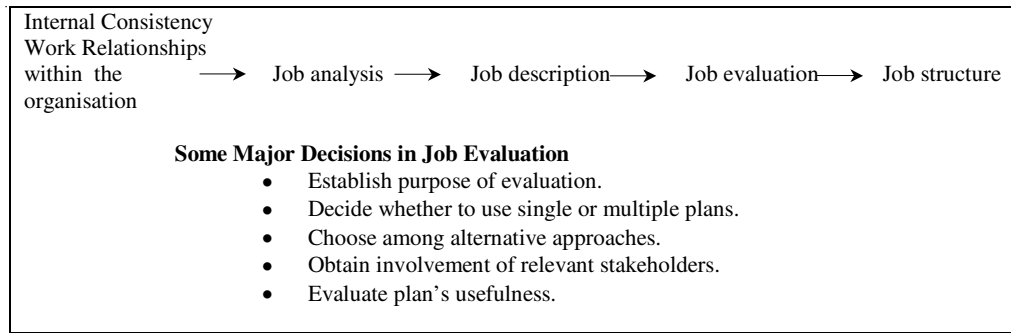 Internal Consistency
Work Relationships
within the
organisation
Job analysis
Job description
Job evaluation
Job structure
Some Major Decisions in Job Evaluation
• Establish purpose of evaluation.
• Decide whether to use single or multiple plans.
• Choose among alternative approaches.
• Obtain involvement of relevant stakeholders.
• Evaluate plan’s usefulness.